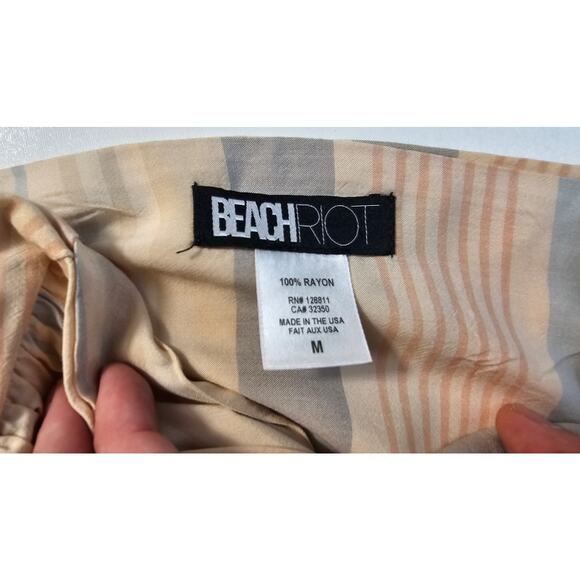 BEACHRIOT
100% RAYON
RN# 128811
CA# 32350
MADE IN THE USA
FAIT AUX USA
M